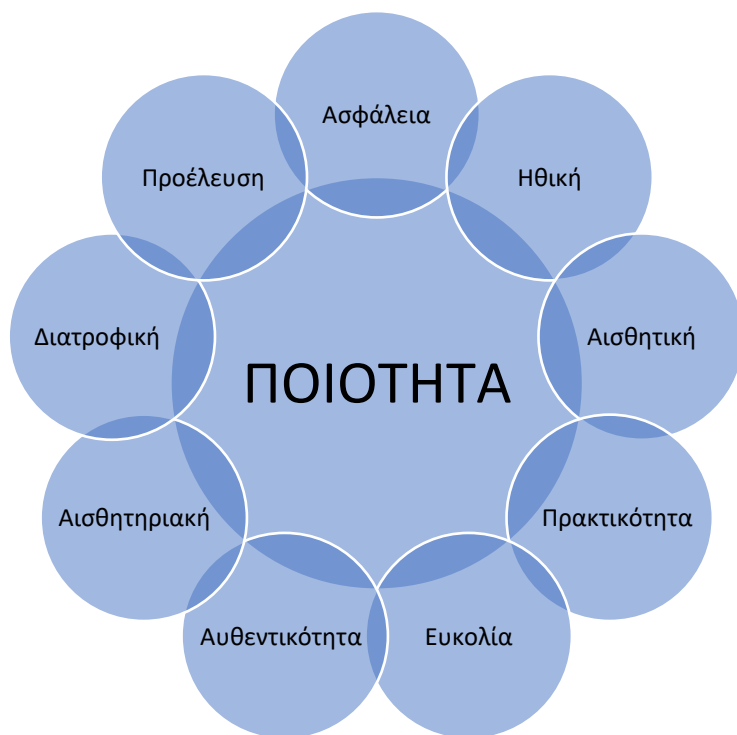 Ασφάλεια
Προέλευση
Ηθική
Διατροφική
Αισθητική
ΠΟΙΟΤΗΤΑ
Αισθητηριακή
Πρακτικότητα
Αυθεντικότητα
Ευκολία